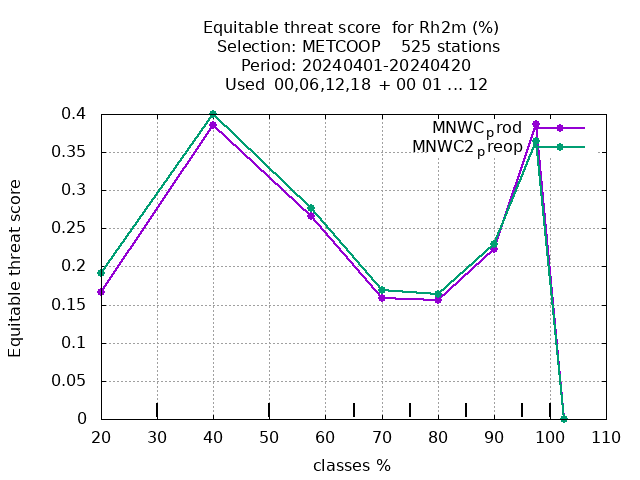 Equitable threat score  for Rh2m (%)
Selection: METCOOP    525 stations
Period: 20240401-20240420
Used  00,06,12,18 + 00 01 ... 12
MNWCprod
MNWC2preop
0.4
0.35
0.3
0.25
0.2
0.15
0.1
0.05
0
Equitable threat score
20 30 40 50 60 70 80 90 100 110
classes %